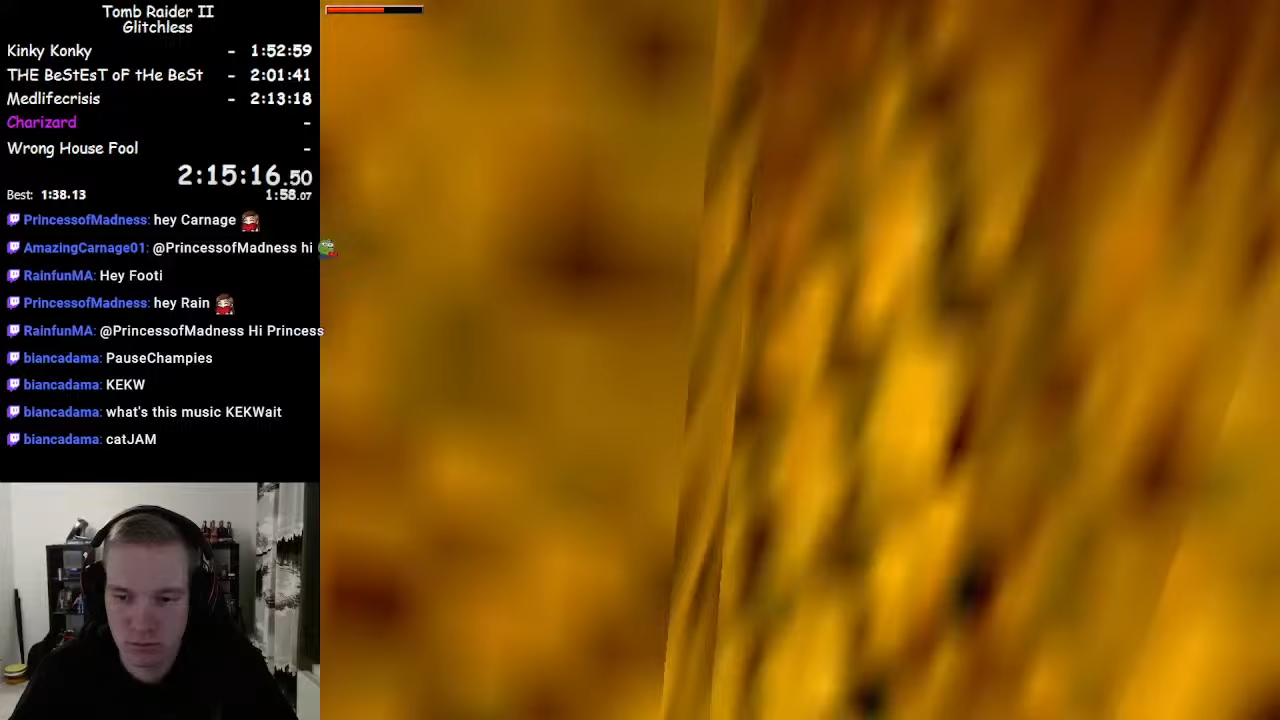 Tomb Raider II
Glitchless
Kinky Konky - 1:52:59
THE BeStEsT oF tHe BeSt - 2:01:41
Medlifecrisis - 2:13:18
Charizard -
Wrong House Fool -
2:15:16.50
Best: 1:38.13 1:58.07
PrincessofMadness: hey Carnage
AmazingCarnage01: @PrincessofMadness hi
RainfunMA: Hey Footi
PrincessofMadness: hey Rain
RainfunMA: @PrincessofMadness Hi Princess
biancadama: PauseChampies
biancadama: KEKW
biancadama: what's this music KEKWait
biancadama: catJAM